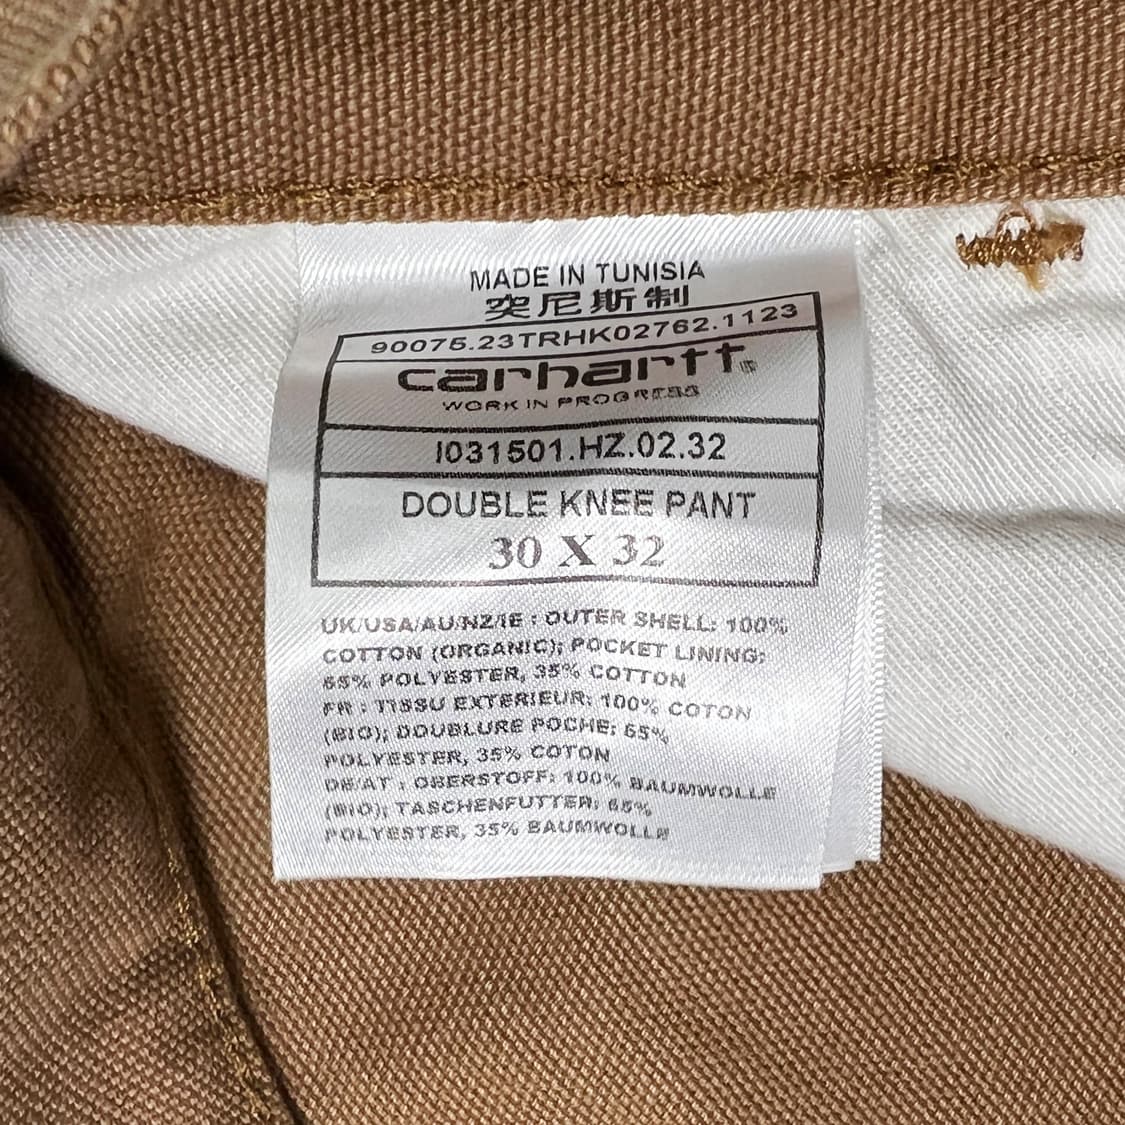 MADE IN TUNISIA
突尼斯制
90075.23TRHK02762.1123
carhartt®
WORK IN PROGRESS
I031501.HZ.02.32
DOUBLE KNEE PANT
30 X 32
UK/USA/AU/NZ/IE : OUTER SHELL: 100%
COTTON (ORGANIC); POCKET LINING:
65% POLYESTER, 35% COTTON
FR : TISSU EXTERIEUR: 100% COTON
(BIO); DOUBLURE POCHE: 65%
POLYESTER, 35% COTON
DE/AT : OBERSTOFF: 100% BAUMWOLLE
(BIO); TASCHENFUTTER: 65%
POLYESTER, 35% BAUMWOLLE